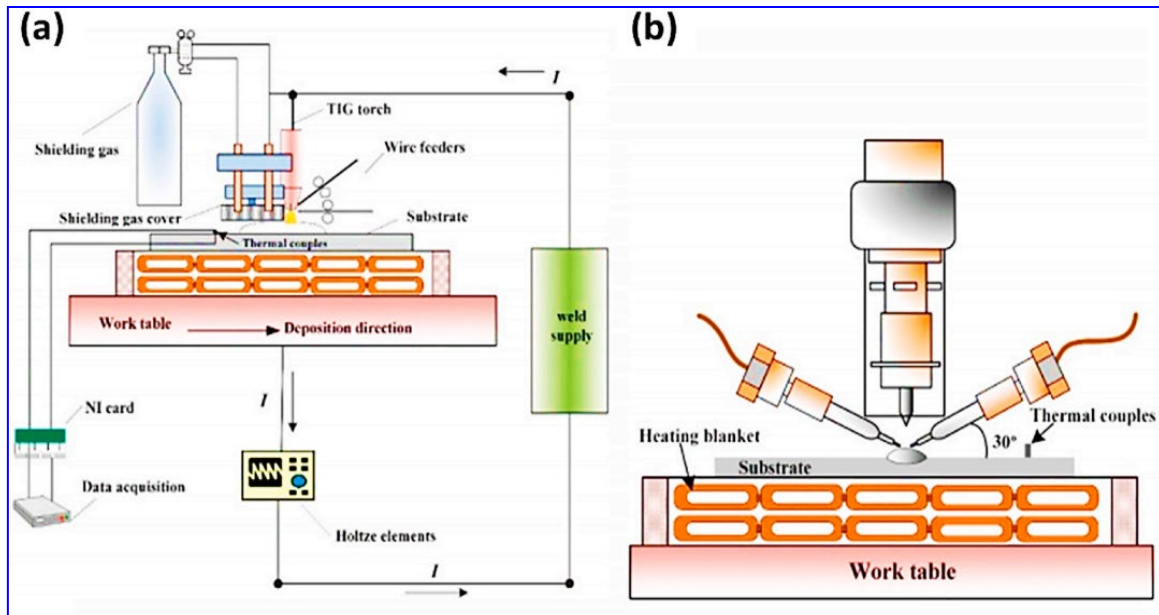 (a)
I
TIG torch
Wire feeders
Shielding gas
Shielding gas cover
Substrate
Thermal couples
Work table
Deposition direction
weld
supply
I
NI card
Data acquisition
Holtze elements
I
(b)
Heating blanket
30°
Thermal couples
Substrate
Work table